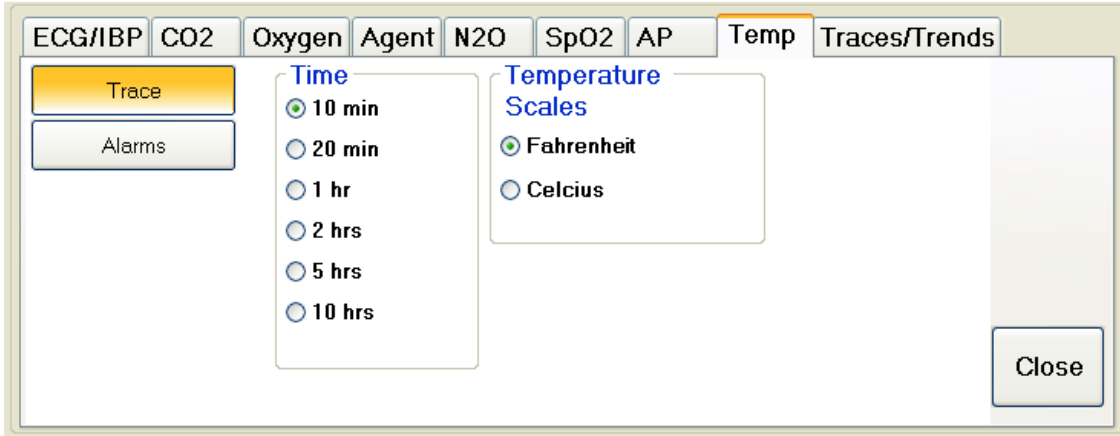 ECG/IBP CO2 Oxygen Agent N2O SpO2 AP Temp Traces/Trends
Trace
Alarms
Time
10 min
20 min
1 hr
2 hrs
5 hrs
10 hrs
Temperature
Scales
Fahrenheit
Celcius
Close